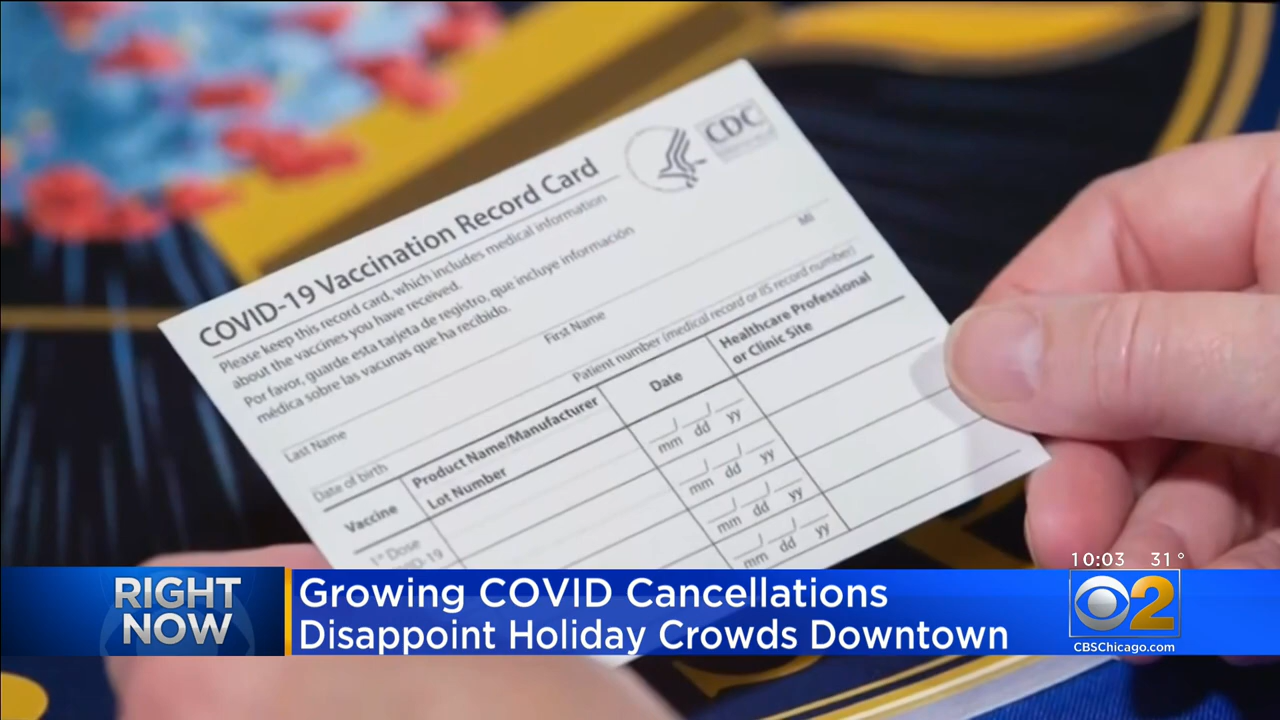 CDC
COVID-19 Vaccination Record Card
Please keep this record card, which includes medical information
about the vaccines you have received.
Por favor, guarde esta tarjeta de registro, que incluye información
médica sobre las vacunas que ha recibido.
Last Name
First Name
MI
Date of birth
Patient number (medical record or IIS record number)
Vaccine
Product Name/Manufacturer
Lot Number
Date
Healthcare Professional
or Clinic Site
1st Dose
mm dd yy
mm dd yy
mm dd yy
mm dd yy
10:03 31°
RIGHT
NOW
Growing COVID Cancellations
Disappoint Holiday Crowds Downtown
2
CBSChicago.com